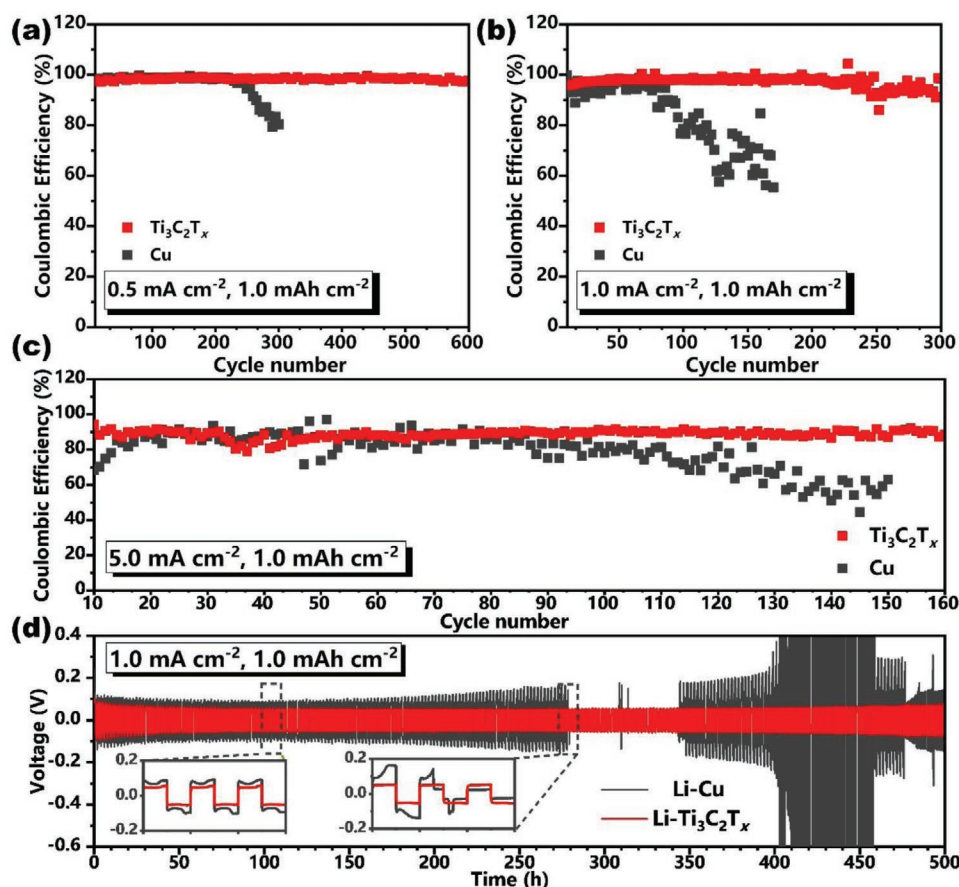 (a)
120
100
80
60
40
20
0
Coulombic Efficiency (%)
Ti₃C₂Tₓ
Cu
0.5 mA cm⁻², 1.0 mAh cm⁻²
100 200 300 400 500 600
Cycle number
(b)
120
100
80
60
40
20
0
Coulombic Efficiency (%)
Ti₃C₂Tₓ
Cu
1.0 mA cm⁻², 1.0 mAh cm⁻²
50 100 150 200 250 300
Cycle number
(c)
120
100
80
60
40
20
0
Coulombic Efficiency (%)
5.0 mA cm⁻², 1.0 mAh cm⁻²
Ti₃C₂Tₓ
Cu
10 20 30 40 50 60 70 80 90 100 110 120 130 140 150 160
Cycle number
(d)
0.4
0.2
0.0
-0.2
-0.4
-0.6
Voltage (V)
1.0 mA cm⁻², 1.0 mAh cm⁻²
0.2
0.0
-0.2
0.2
0.0
-0.2
Li-Cu
Li-Ti₃C₂Tₓ
0 50 100 150 200 250 300 350 400 450 500
Time (h)